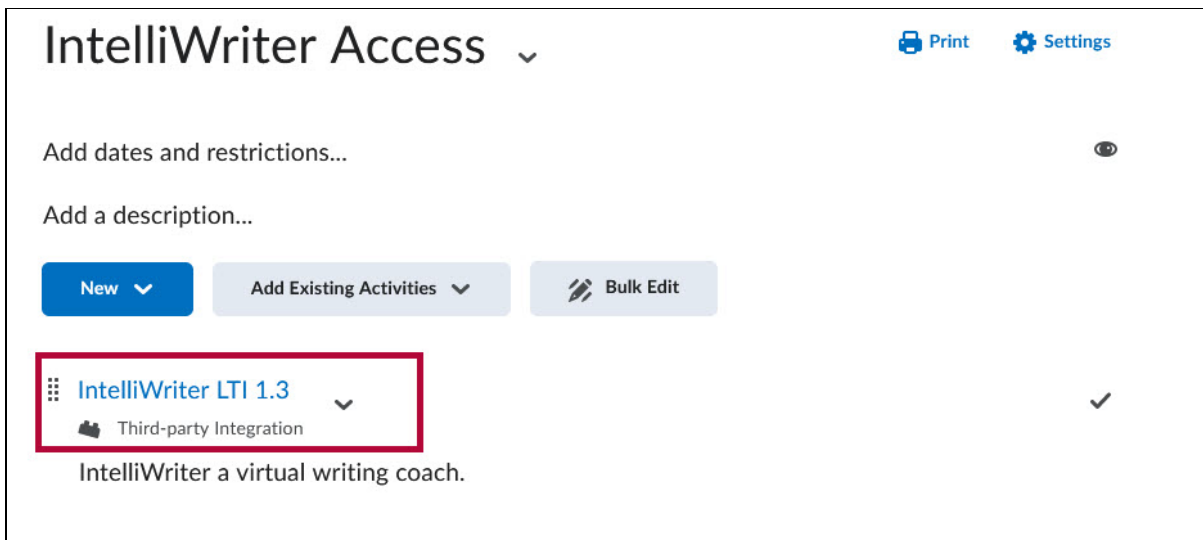 IntelliWriter Access
Print
Settings
Add dates and restrictions...
Add a description...
New
Add Existing Activities
Bulk Edit
IntelliWriter LTI 1.3
Third-party Integration
IntelliWriter a virtual writing coach.